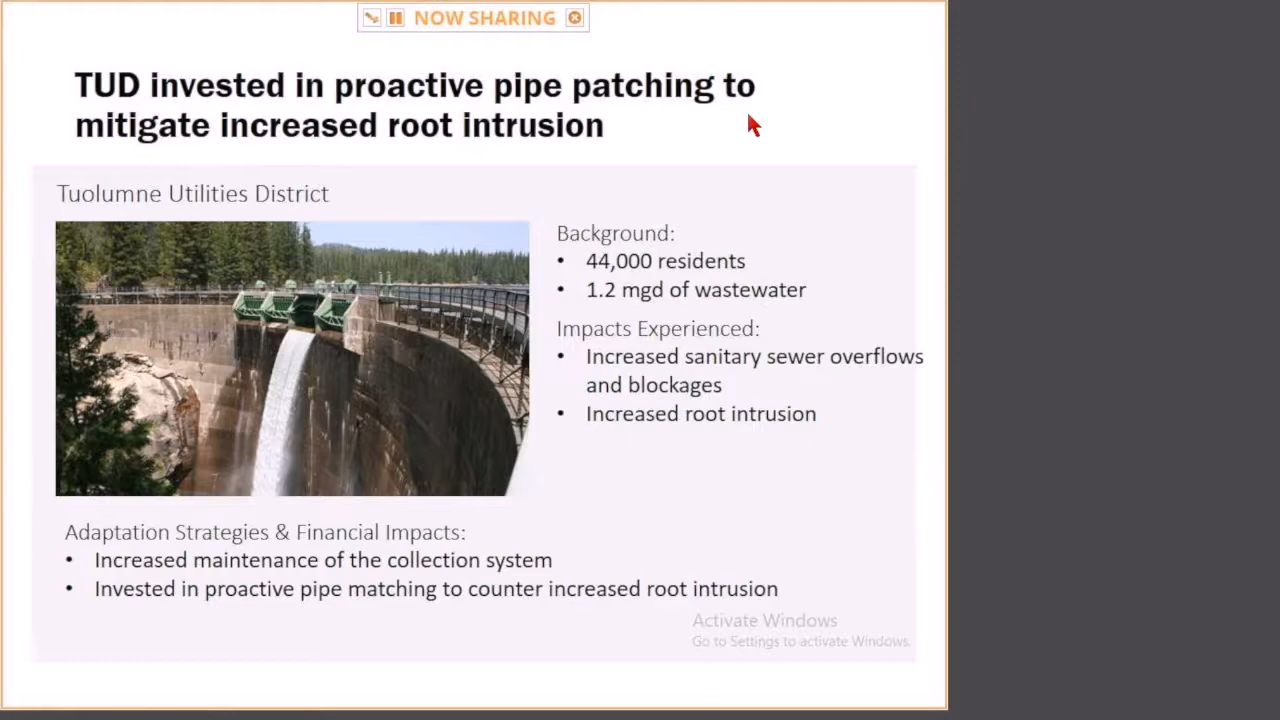 NOW SHARING
TUD invested in proactive pipe patching to
mitigate increased root intrusion
Tuolumne Utilities District
Background:
• 44,000 residents
• 1.2 mgd of wastewater
Impacts Experienced:
• Increased sanitary sewer overflows
and blockages
• Increased root intrusion
Adaptation Strategies & Financial Impacts:
• Increased maintenance of the collection system
• Invested in proactive pipe matching to counter increased root intrusion
Activate Windows
Go to Settings to activate Windows.